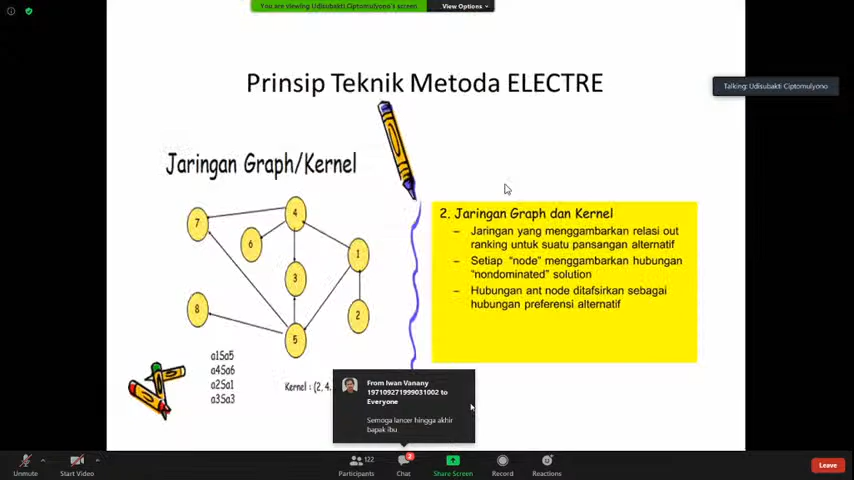 You are viewing Udisubakti Ciptomulyono's screen
View Options
Prinsip Teknik Metoda ELECTRE
Talking: Udisubakti Ciptomulyono
Jaringan Graph/Kernel
4
7
6
1
3
8
2
5
2. Jaringan Graph dan Kernel
– Jaringan yang menggambarkan relasi out
ranking untuk suatu pansangan alternatif
– Setiap “node” menggambarkan hubungan
“nondominated” solution
– Hubungan ant node ditafsirkan sebagai
hubungan preferensi alternatif
a1Sa5
a4Sa6
a2Sa1
a3Sa3
Kernel : (2, 4,
From Iwan Vanany
197109271999031002 to
Everyone
Semoga lancer hingga akhir
bapak ibu
Unmute
Start Video
122
Participants
2
Chat
Share Screen
Record
Reactions
Leave